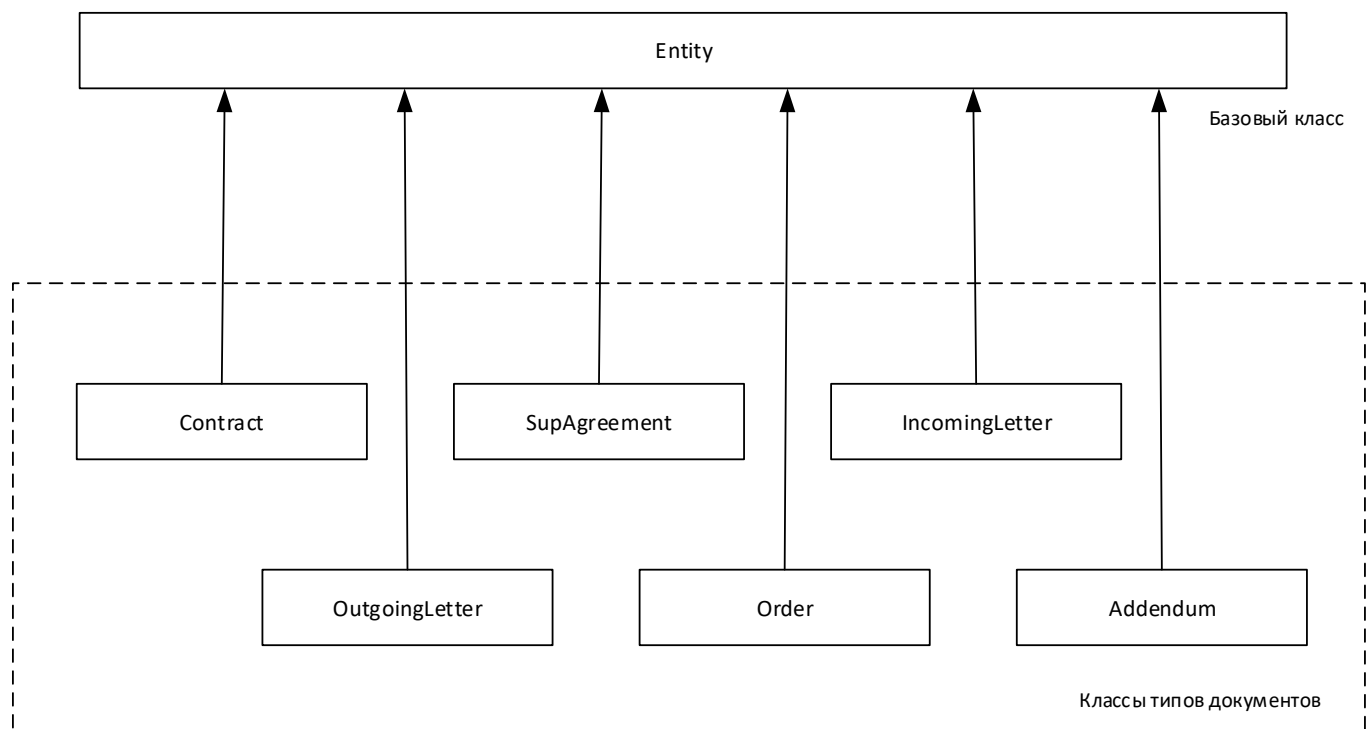 Entity
Базовый класс
Contract
SupAgreement
IncomingLetter
OutgoingLetter
Order
Addendum
Классы типов документов